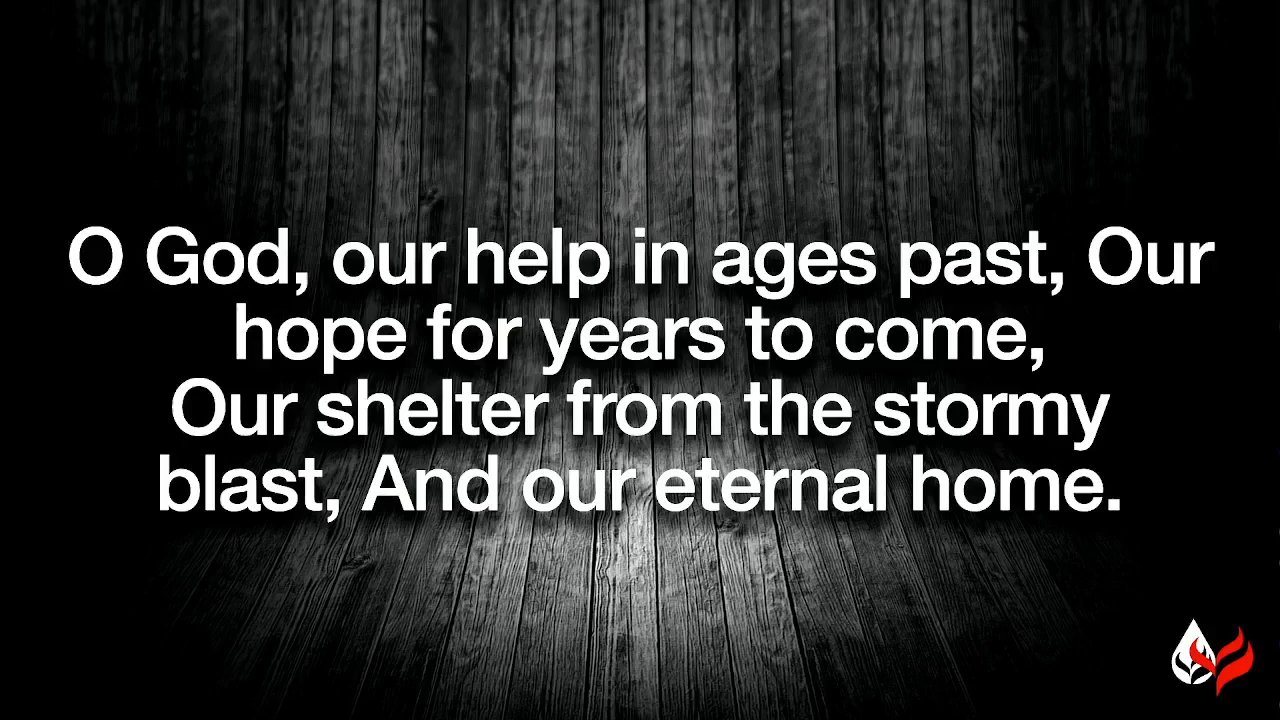 O God, our help in ages past, Our
hope for years to come,
Our shelter from the stormy
blast, And our eternal home.